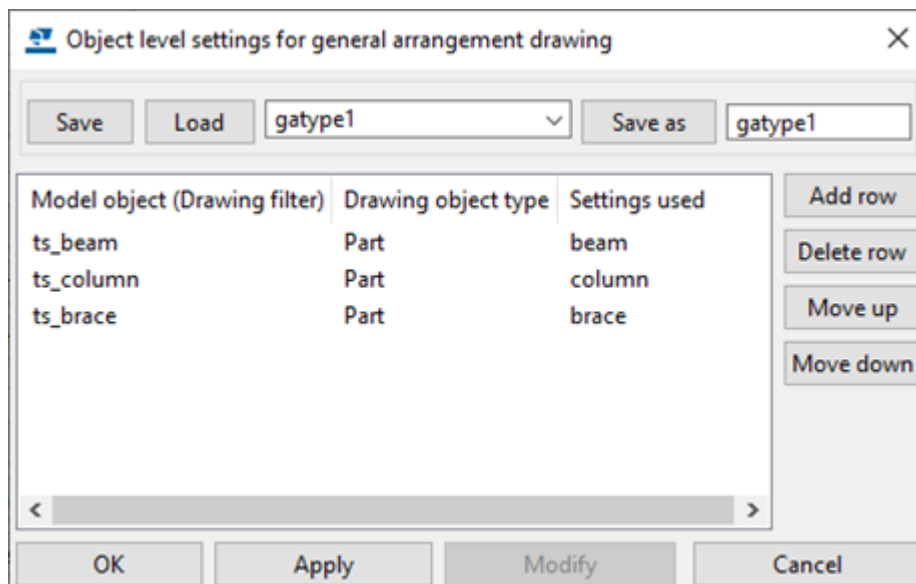 Object level settings for general arrangement drawing
Save Load gatype1 Save as gatype1
Model object (Drawing filter) Drawing object type Settings used
ts_beam Part beam
ts_column Part column
ts_brace Part brace
Add row
Delete row
Move up
Move down
OK Apply Modify Cancel